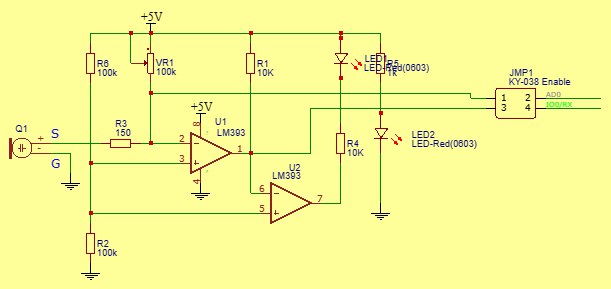 +5V
R6
100k
VR1
100k
R1
10K
LED1
LED-Red(0603)
R5
1k
JMP1
KY-038 Enable
1 2
3 4
AD0
IO0/RX
+5V
U1
LM393
8
Q1
+ S
- G
R3
150
2 -
3 +
1
4
LED2
LED-Red(0603)
R4
10K
U2
LM393
6 -
5 +
7
R2
100k